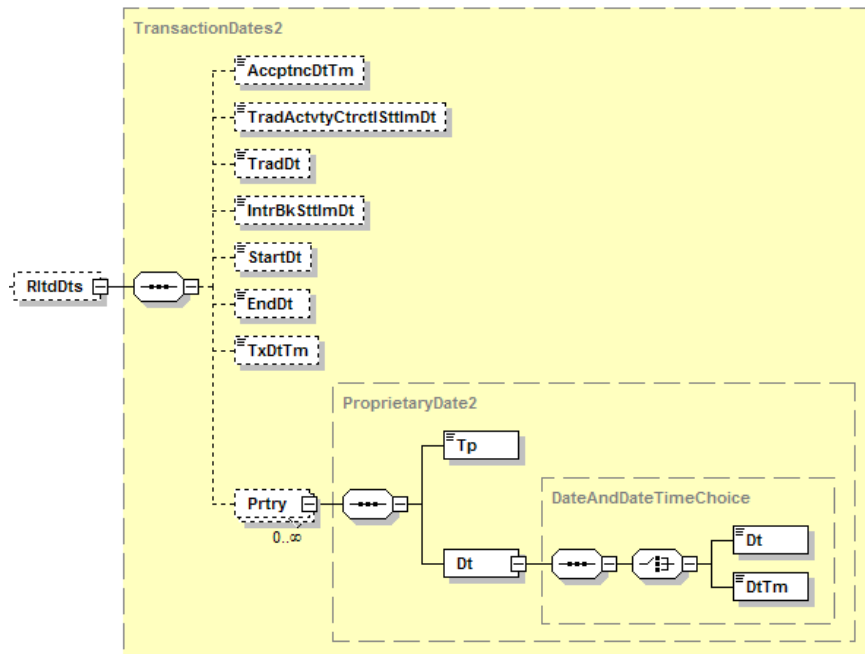 TransactionDates2
AccptncDtTm
TradActvtyCtrctlSttlmDt
TradDt
IntrBkSttlmDt
StartDt
RltdDts
EndDt
TxDtTm
ProprietaryDate2
Tp
DateAndDateTimeChoice
Prtry
0..∞
Dt
Dt
DtTm